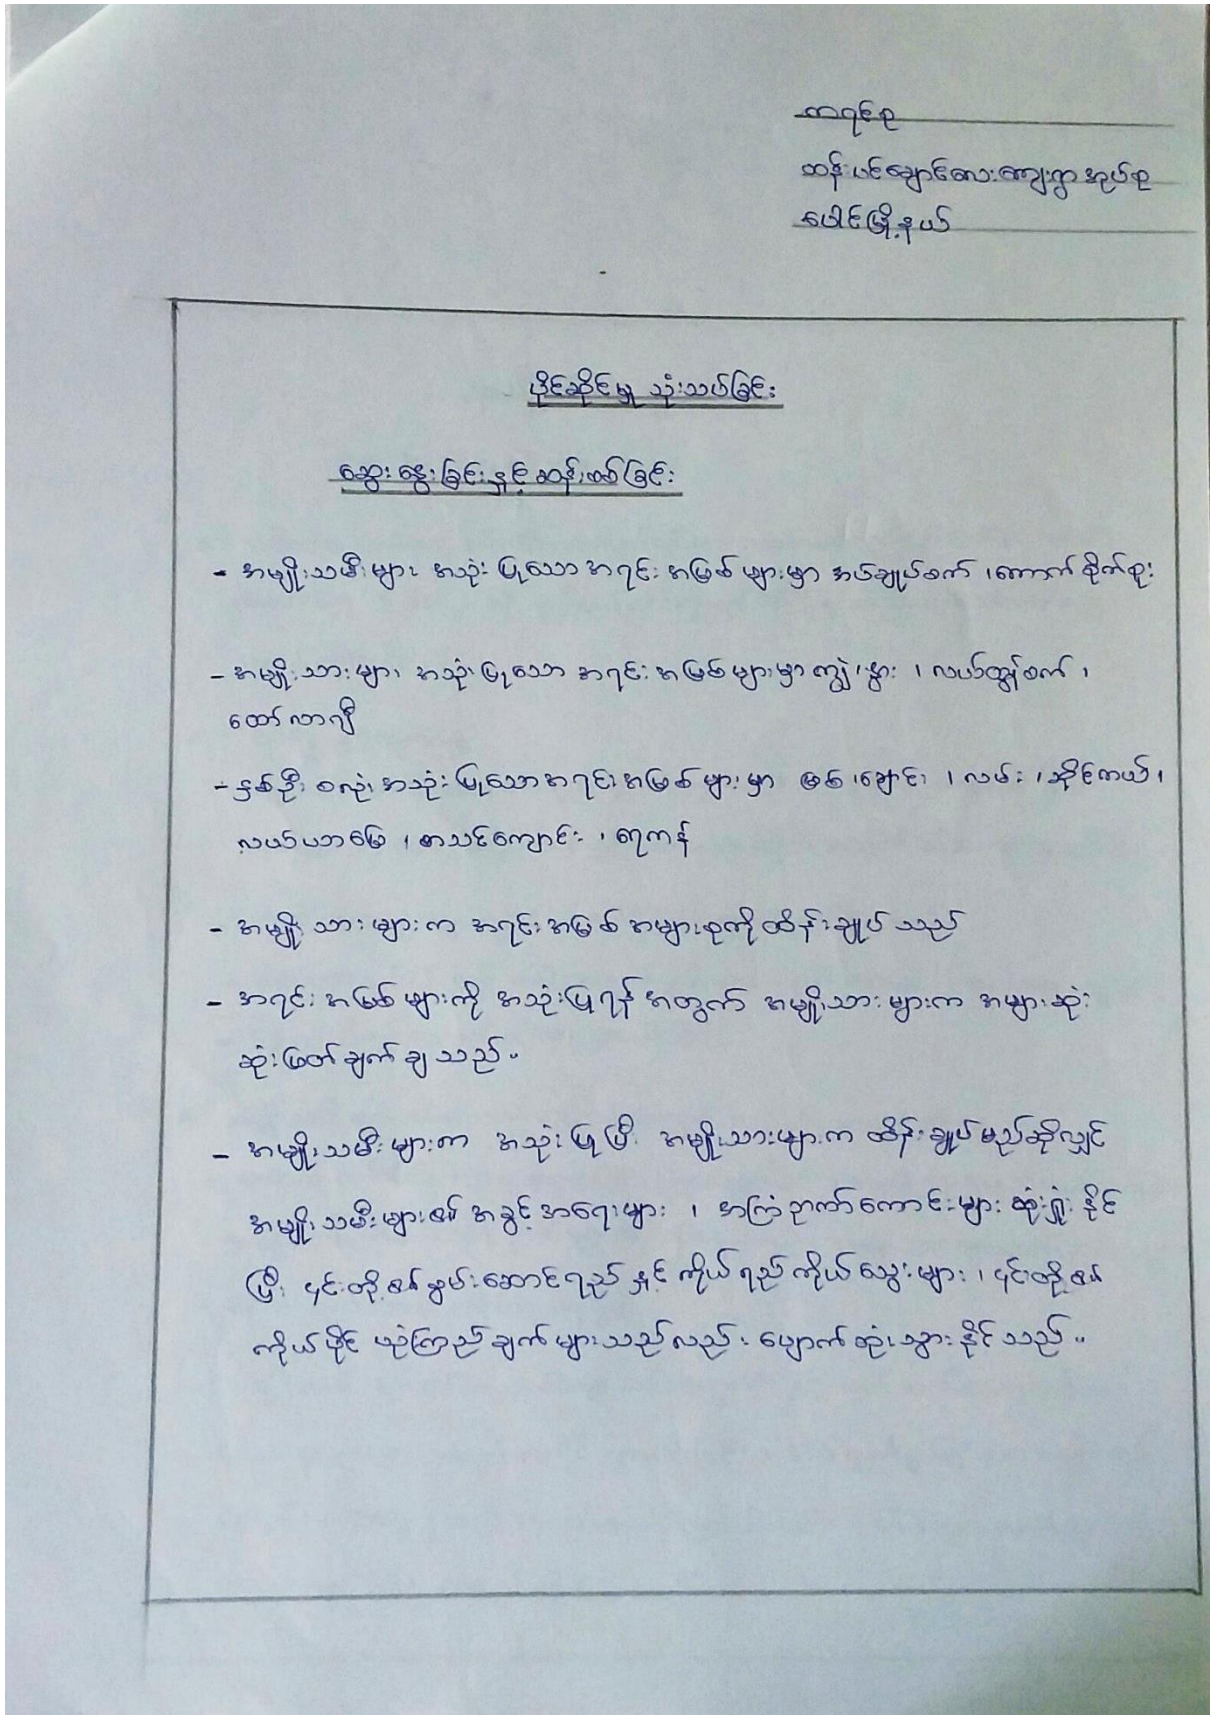 ကရင်စု
ထန်းပင်ချောင်လေးကျေးရွာအုပ်စု
ပေါင်မြို့နယ်
ပိုင်ဆိုင်မှု သုံးသပ်ခြင်း
ဆွေးနွေးခြင်းနှင့်ဆန်းစစ်ခြင်း
- အမျိုးသမီးများ အသုံးပြုသောအရင်းအမြစ်များမှာ အပ်ချုပ်စက် ၊ကောက်စိုက်စူး
- အမျိုးသားများ အသုံးပြုသော အရင်းအမြစ်များမှာကျွဲ၊နွား ၊ လယ်ထွန်စက် ၊
ထော်လာဂျီ
- နှစ်ဦး စလုံး အသုံးပြုသောအရင်းအမြစ်များမှာ မြစ် ၊ချောင်း ၊ လမ်း ၊ဆိုင်ကယ် ၊
လယ်ယာမြေ ၊ စာသင်ကျောင်း ၊ ရေကန်
- အမျိုးသားများက အရင်းအမြစ် အများစုကိုထိန်းချုပ်သည်
- အရင်းအမြစ်များကို အသုံးပြုရန်အတွက် အမျိုးသားများက အများဆုံး
ဆုံးဖြတ်ချက်ချသည်။
- အမျိုးသမီးများက အသုံးပြုပြီး အမျိုးသားများက ထိန်းချုပ်မည်ဆိုလျှင်
အမျိုးသမီးများ၏ အခွင့်အရေးများ ၊ အကြံဉာဏ်ကောင်းများ ဆုံးရှုံးနိုင်
ပြီး ၎င်းတို့၏စွမ်းဆောင်ရည်နှင့်ကိုယ်ရည်ကိုယ်သွေးများ ၊ ၎င်းတို့၏
ကိုယ်ပိုင် ယုံကြည်ချက်များသည်လည်း ပျောက်ဆုံးသွားနိုင်သည်။